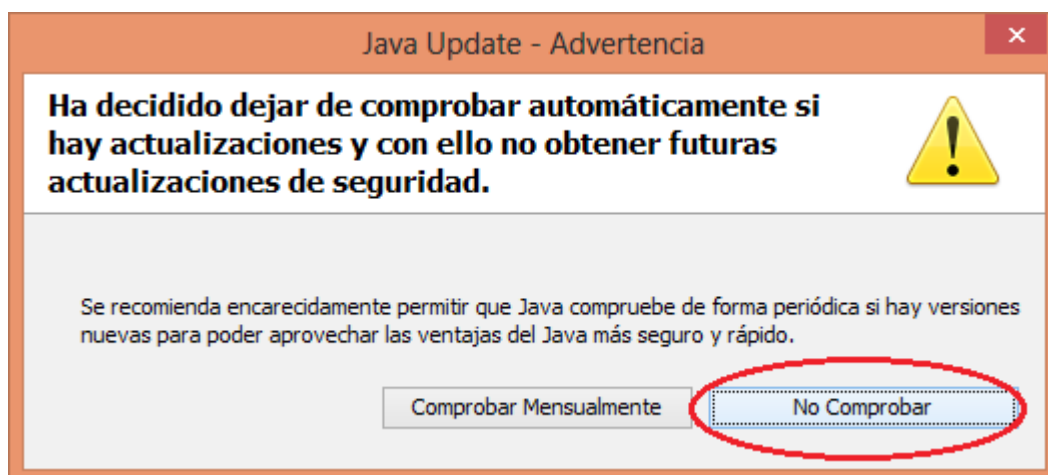 Java Update - Advertencia
Ha decidido dejar de comprobar automáticamente si
hay actualizaciones y con ello no obtener futuras
actualizaciones de seguridad.
Se recomienda encarecidamente permitir que Java compruebe de forma periódica si hay versiones
nuevas para poder aprovechar las ventajas del Java más seguro y rápido.
Comprobar Mensualmente
No Comprobar